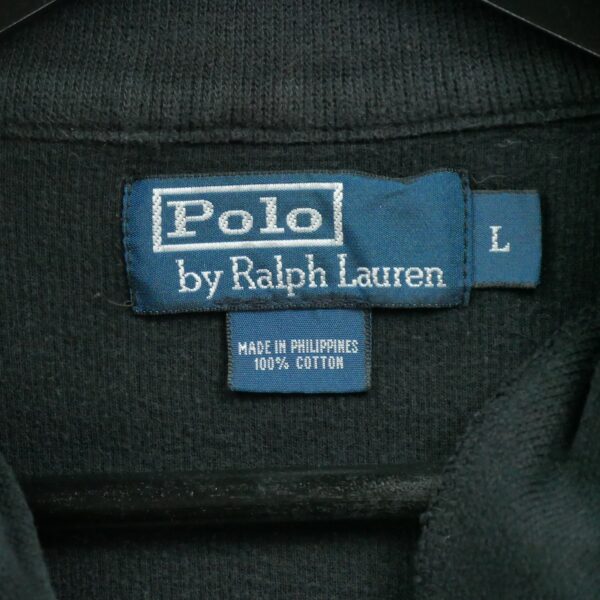 Polo
by Ralph Lauren
L
MADE IN PHILIPPINES
100% COTTON